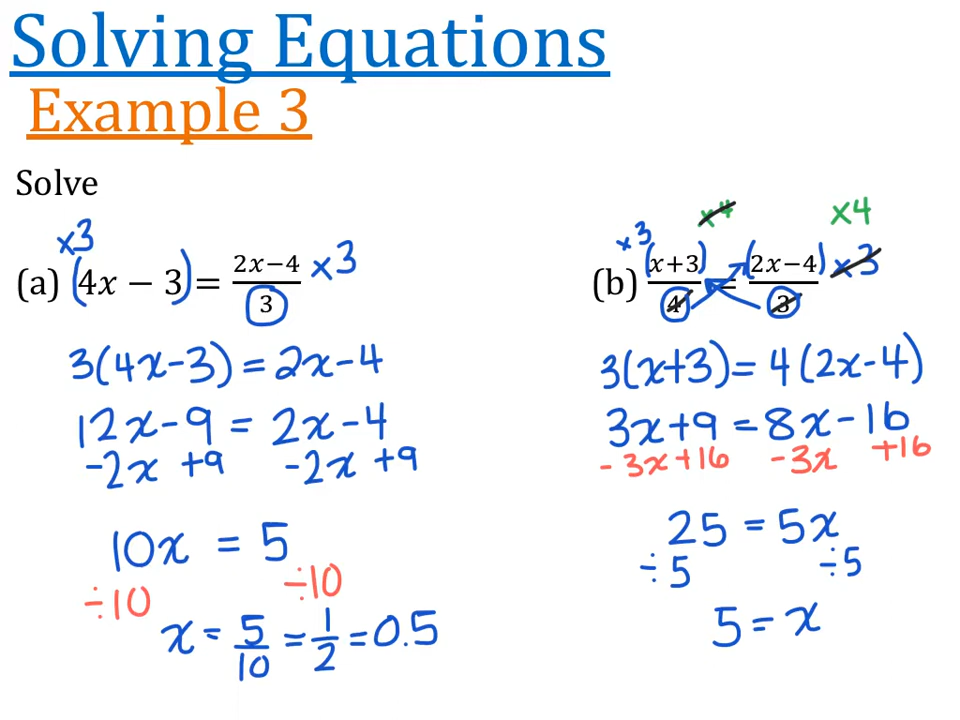 Solving Equations
Example 3
Solve
×3
(a) (4x − 3) = (2x−4)/3 ×3
3(4x-3) = 2x-4
12x-9 = 2x-4
-2x +9 -2x +9
10x = 5
÷10 ÷10
x = 5/10 = 1/2 = 0.5
×3 ×4 ×4
(b) (x+3)/4 = (2x−4)/3 ×3
3(x+3) = 4(2x-4)
3x+9 = 8x-16
-3x+16 -3x +16
25 = 5x
÷5 ÷5
5 = x